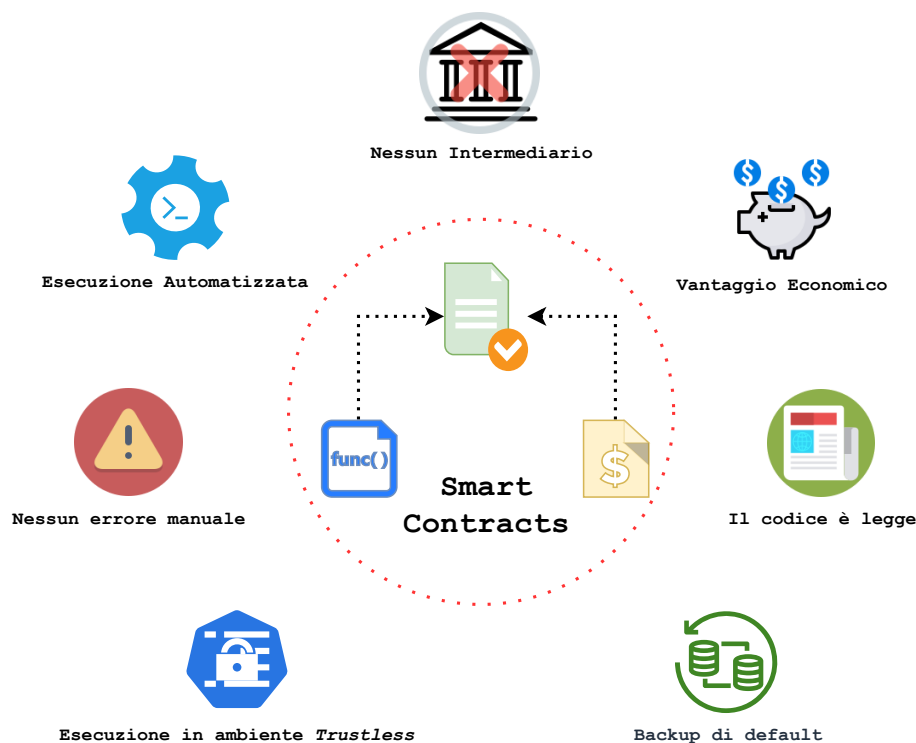 Nessun Intermediario
Esecuzione Automatizzata
Vantaggio Economico
func()
$
Smart
Contracts
Nessun errore manuale
Il codice è legge
Esecuzione in ambiente Trustless
Backup di default